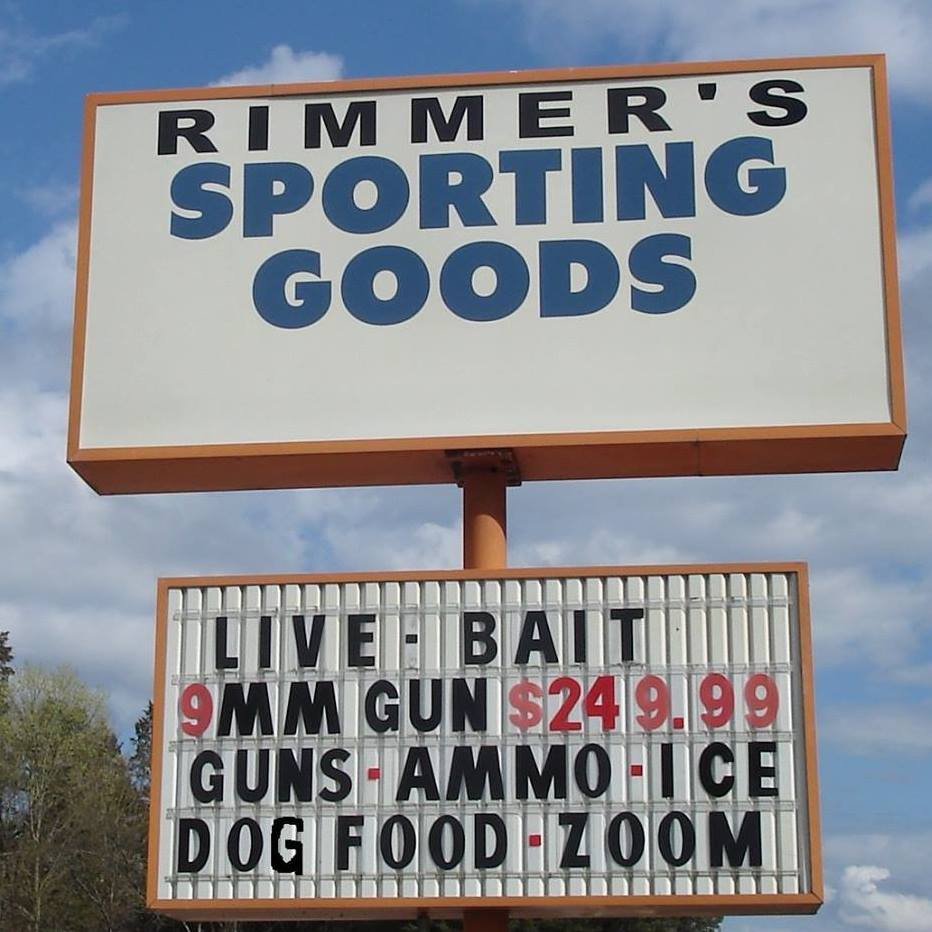 RIMMER'S
SPORTING
GOODS
LIVE - BAIT
9MM GUN $249.99
GUNS · AMMO · ICE
DOG FOOD · ZOOM